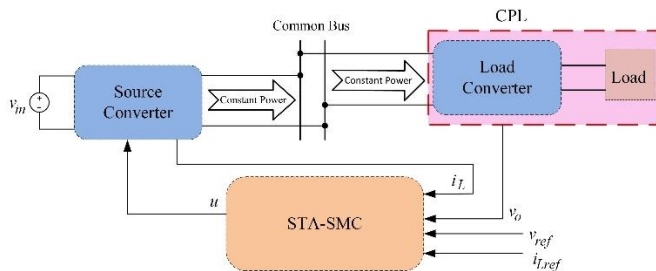 CPL
Common Bus
v_in
Source
Converter
Constant Power
Constant Power
Load
Converter
Load
i_L
u
STA-SMC
v_o
v_ref
i_Lref